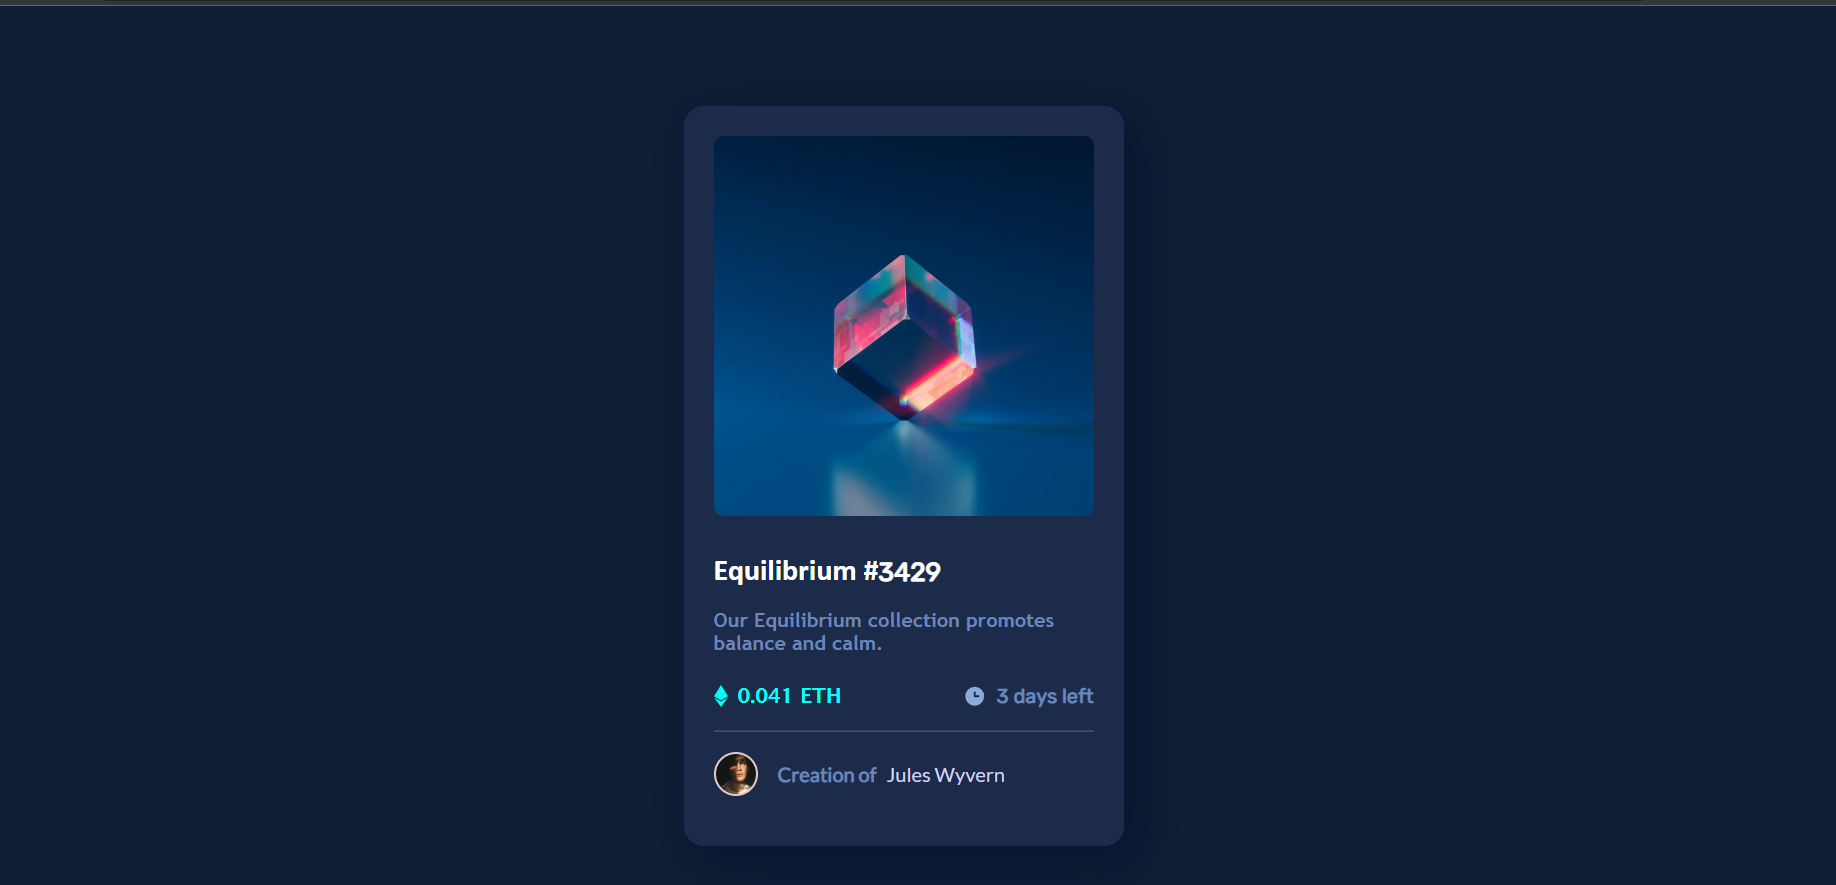 Equilibrium #3429
Our Equilibrium collection promotes
balance and calm.
0.041 ETH
3 days left
Creation of Jules Wyvern